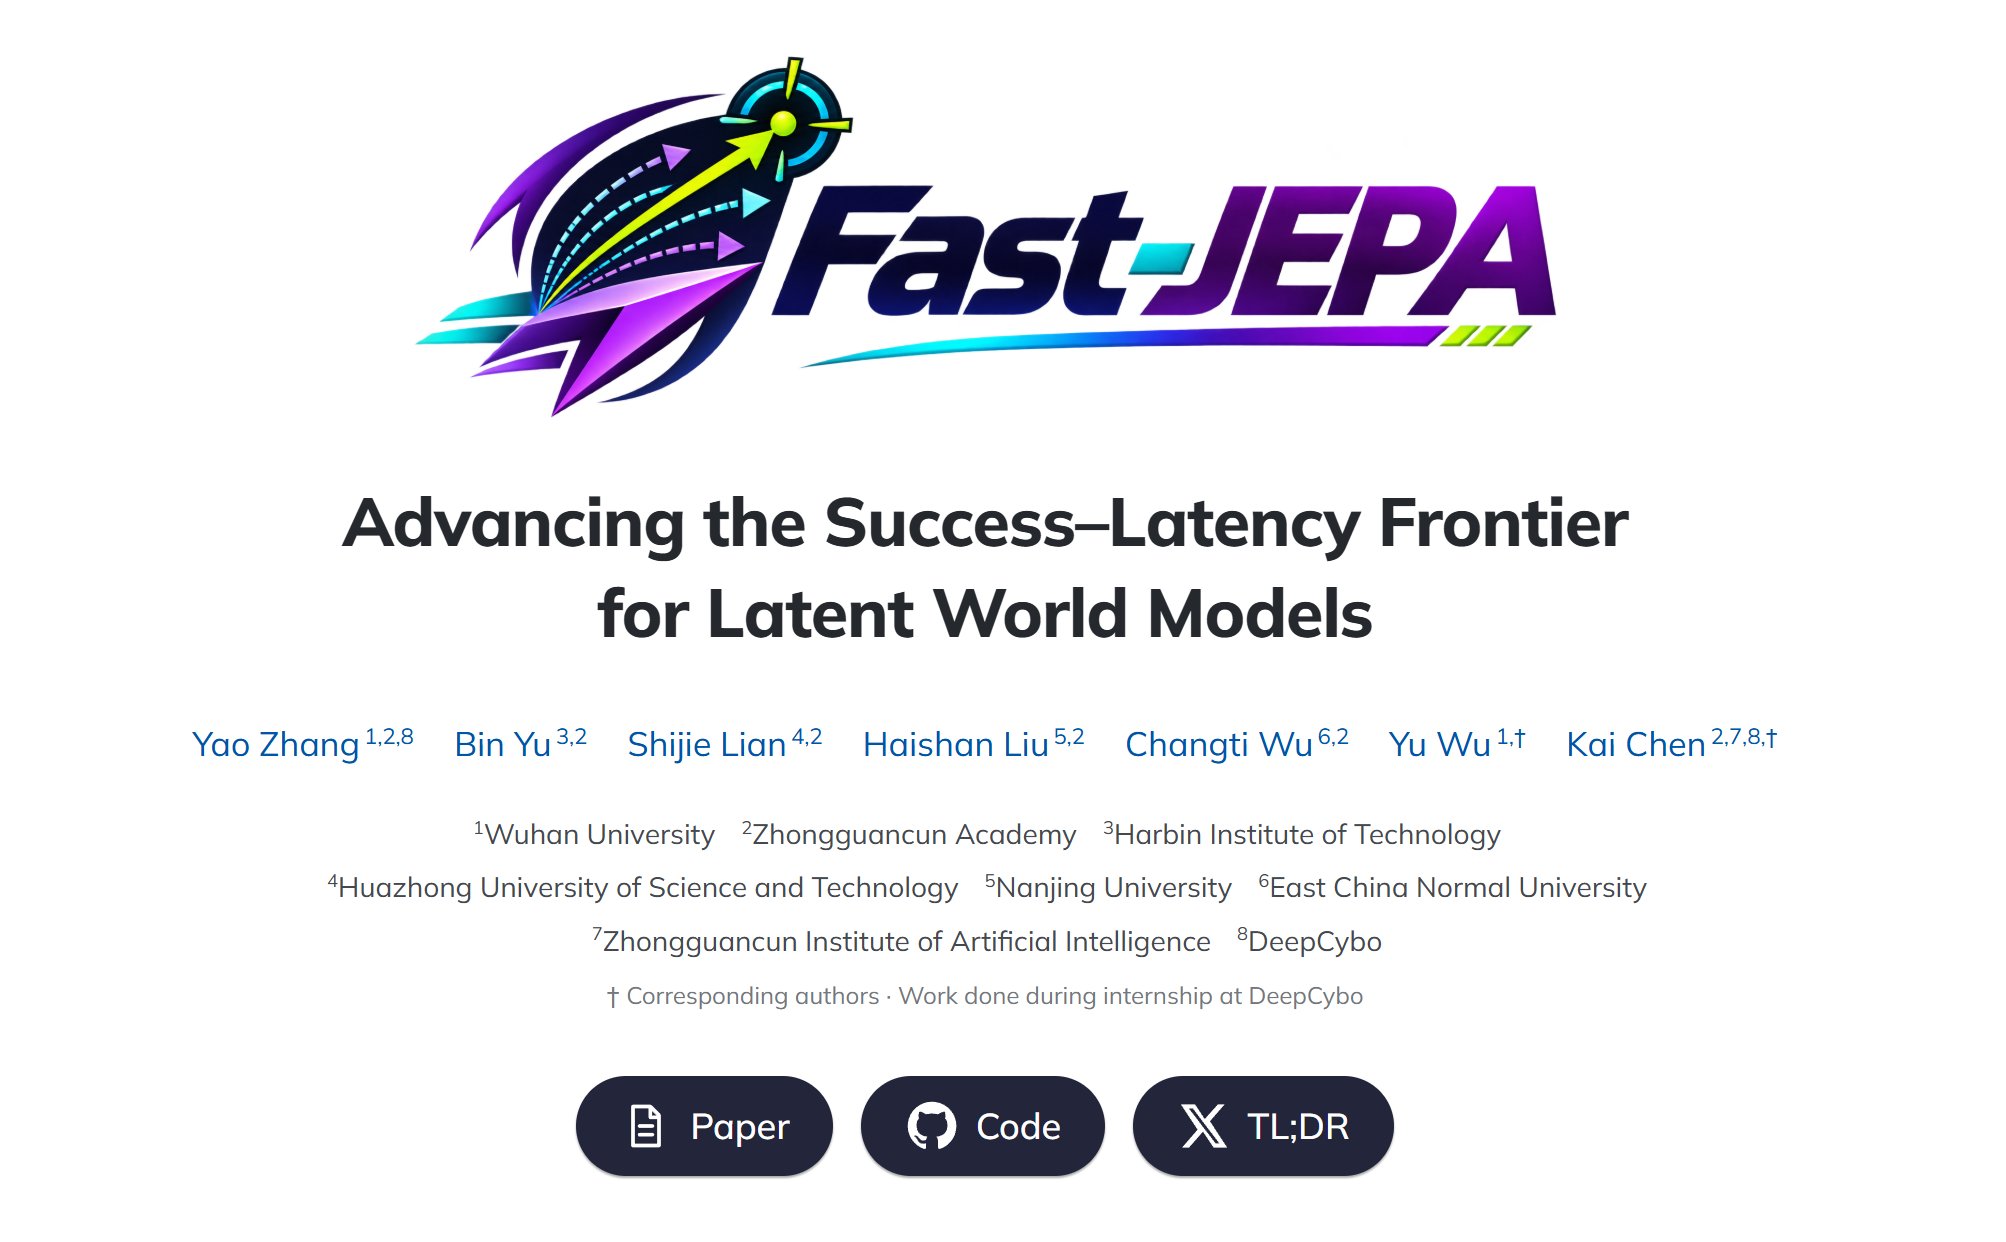 Fast-JEPA
Advancing the Success–Latency Frontier
for Latent World Models
Yao Zhang 1,2,8 Bin Yu 3,2 Shijie Lian 4,2 Haishan Liu 5,2 Changti Wu 6,2 Yu Wu 1,† Kai Chen 2,7,8,†
1Wuhan University 2Zhongguancun Academy 3Harbin Institute of Technology
4Huazhong University of Science and Technology 5Nanjing University 6East China Normal University
7Zhongguancun Institute of Artificial Intelligence 8DeepCybo
† Corresponding authors · Work done during internship at DeepCybo
Paper Code TL;DR